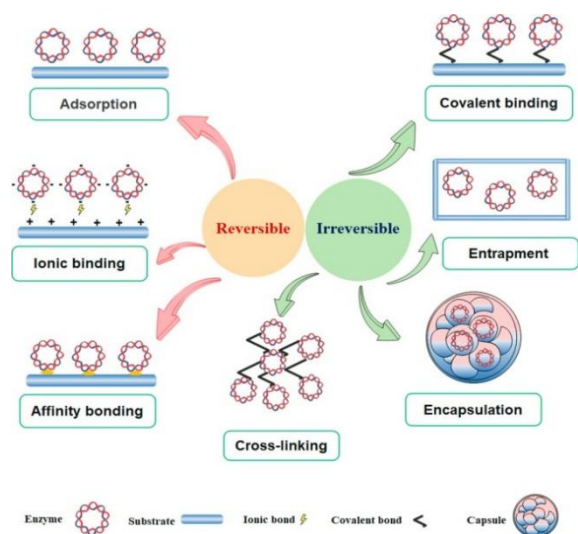 Adsorption
Covalent binding
Reversible
Irreversible
- - - - - - - - -
+ + + + + +
Ionic binding
Entrapment
Affinity bonding
Cross-linking
Encapsulation
Enzyme Substrate Ionic bond Covalent bond Capsule